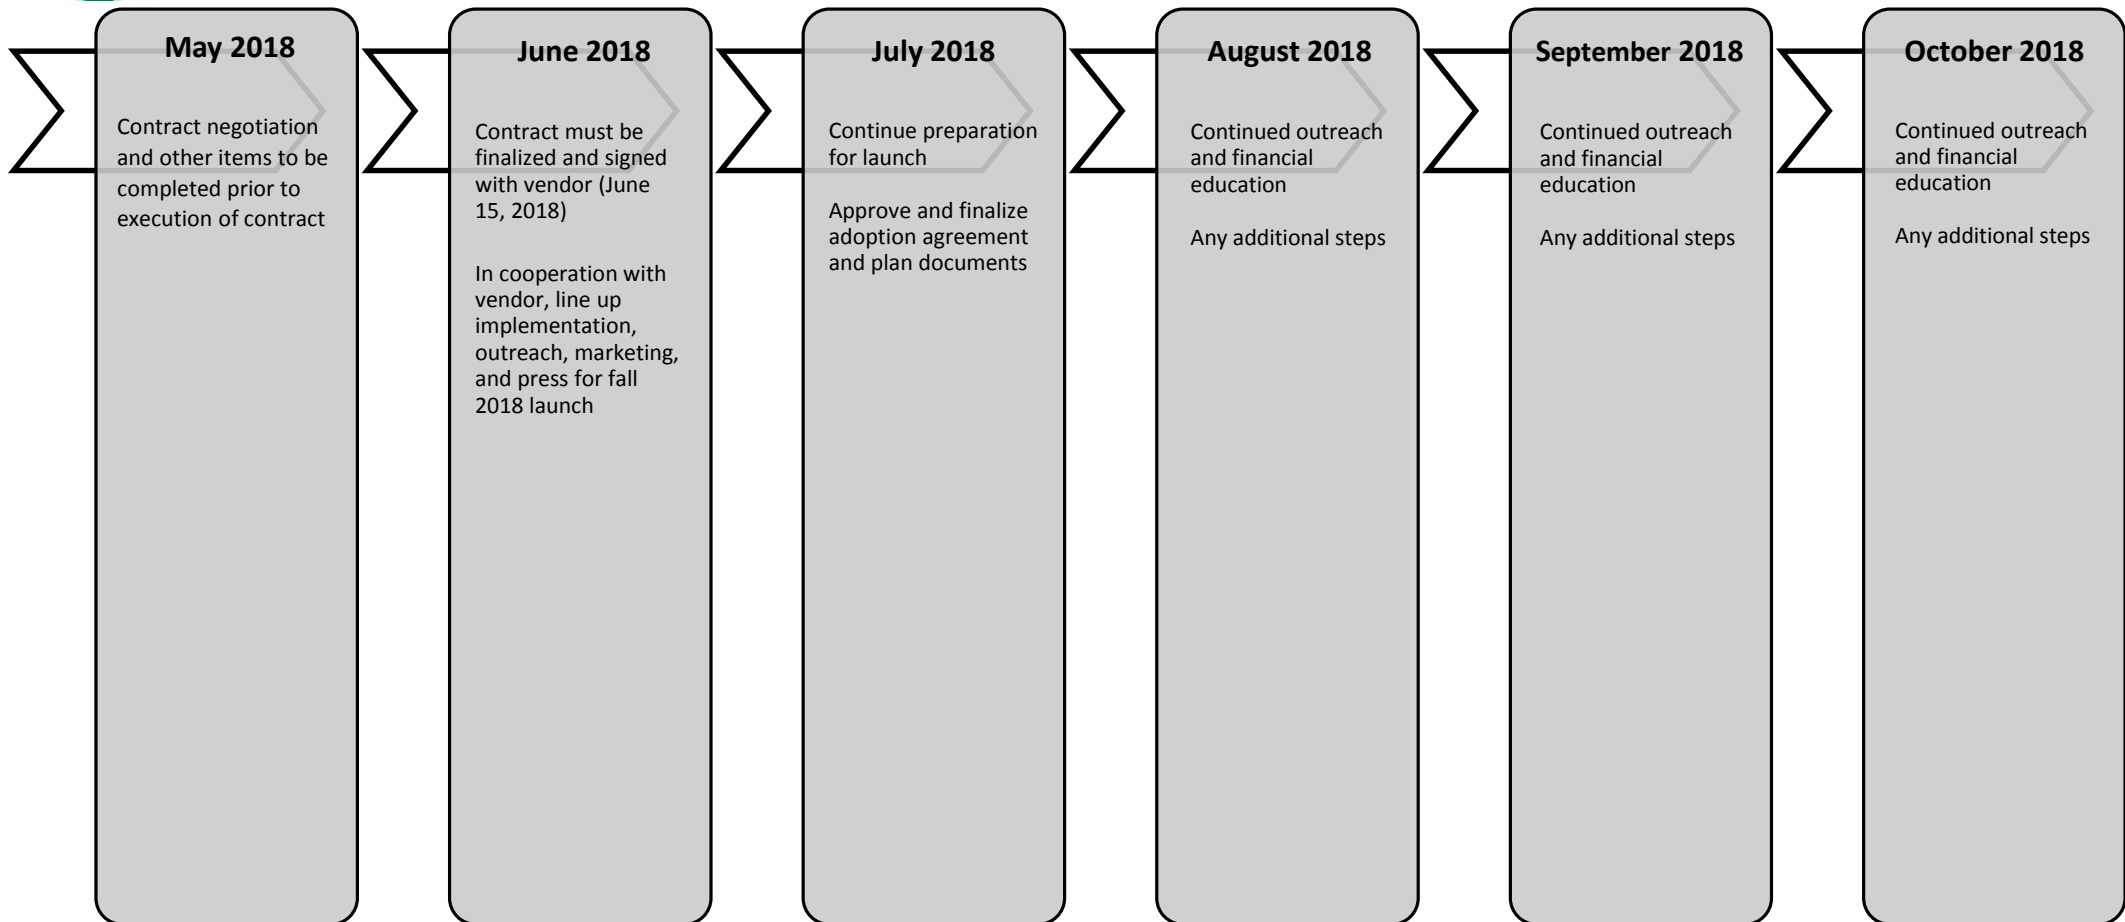 May 2018
Contract negotiation
and other items to be
completed prior to
execution of contract
June 2018
Contract must be
finalized and signed
with vendor (June
15, 2018)
In cooperation with
vendor, line up
implementation,
outreach, marketing,
and press for fall
2018 launch
July 2018
Continue preparation
for launch
Approve and finalize
adoption agreement
and plan documents
August 2018
Continued outreach
and financial
education
Any additional steps
September 2018
Continued outreach
and financial
education
Any additional steps
October 2018
Continued outreach
and financial
education
Any additional steps